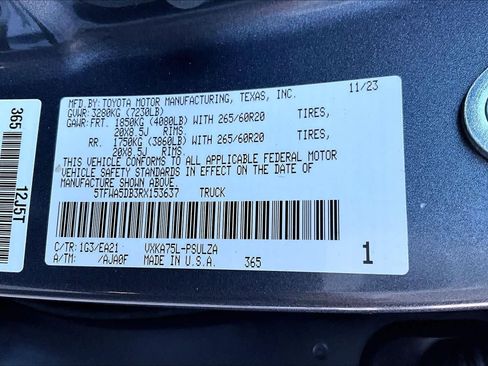 MFD.BY:TOYOTA MOTOR MANUFACTURING, TEXAS, INC. 11/23
GVWR:3280KG (7230LB)
GAWR:FRT. 1850KG (4080LB) WITH 265/60R20 TIRES,
20X8.5J RIMS
RR. 1750KG (3860LB) WITH 265/60R20 TIRES,
20X8.5J RIMS
THIS VEHICLE CONFORMS TO ALL APPLICABLE FEDERAL MOTOR
VEHICLE SAFETY STANDARDS IN EFFECT ON THE DATE OF
MANUFACTURE SHOWN ABOVE.
5TFWA5DB3RX153637 TRUCK
C/TR:1G3/EA21 VXKA75L-PSULZA 1
A/TM: /AJA0F MADE IN U.S.A. 365
365 12J5T